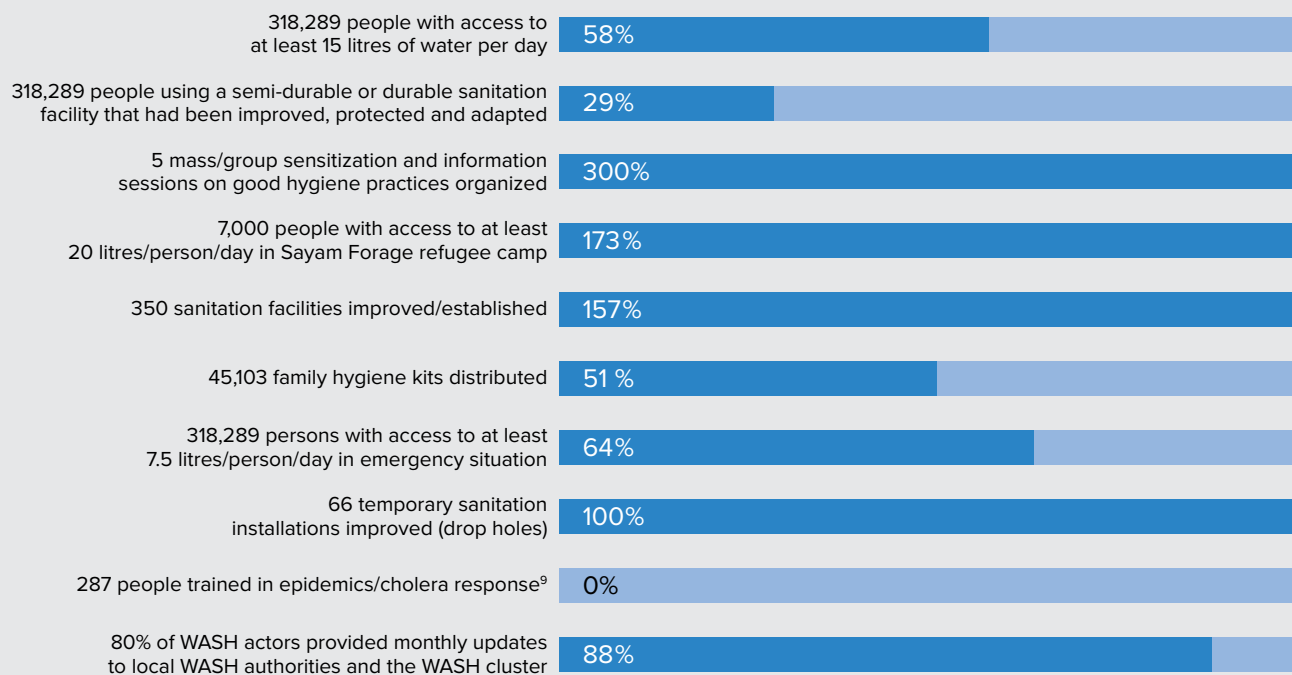 318,289 people with access to
at least 15 litres of water per day
58%
318,289 people using a semi-durable or durable sanitation
facility that had been improved, protected and adapted
29%
5 mass/group sensitization and information
sessions on good hygiene practices organized
300%
7,000 people with access to at least
20 litres/person/day in Sayam Forage refugee camp
173%
350 sanitation facilities improved/established
157%
45,103 family hygiene kits distributed
51 %
318,289 persons with access to at least
7.5 litres/person/day in emergency situation
64%
66 temporary sanitation
installations improved (drop holes)
100%
287 people trained in epidemics/cholera response⁹
0%
80% of WASH actors provided monthly updates
to local WASH authorities and the WASH cluster
88%